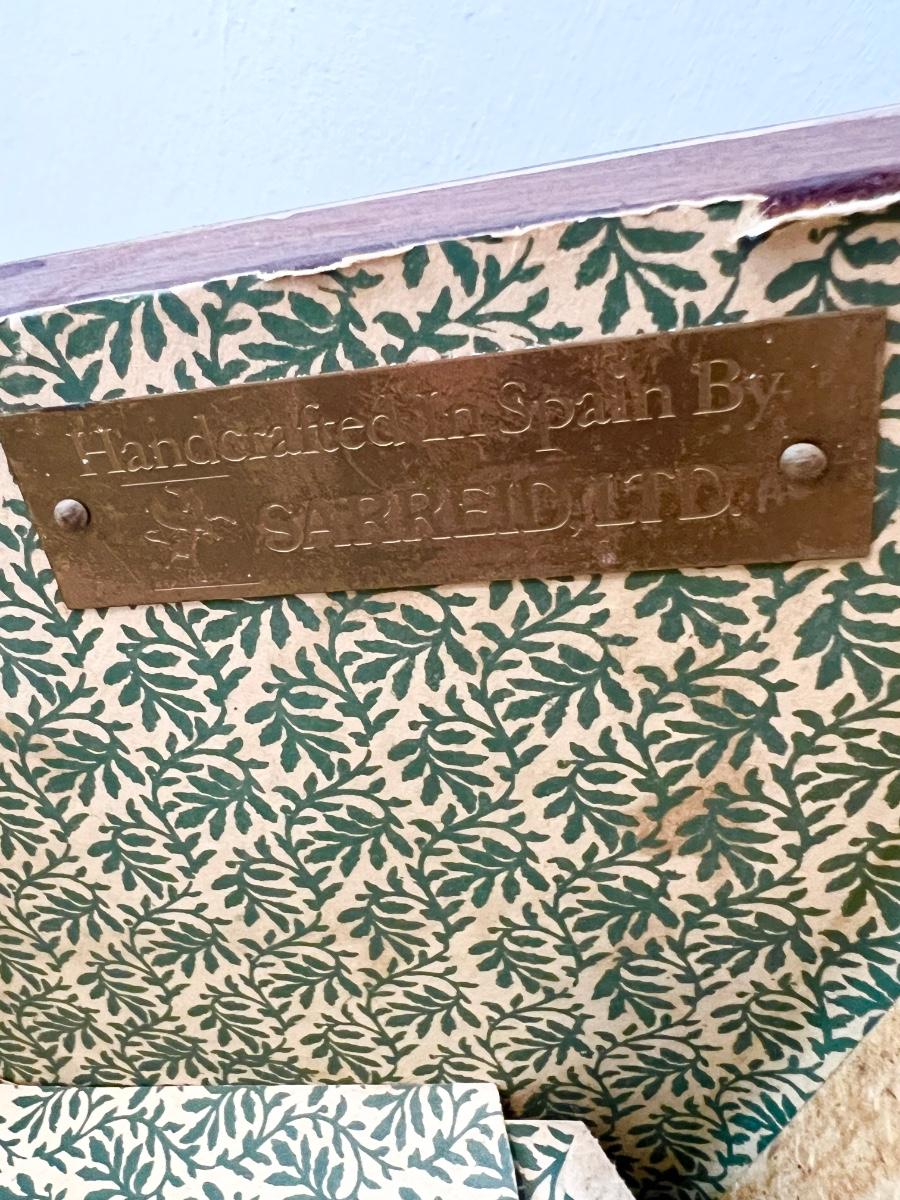 Handcrafted In Spain By
SARREID, LTD.